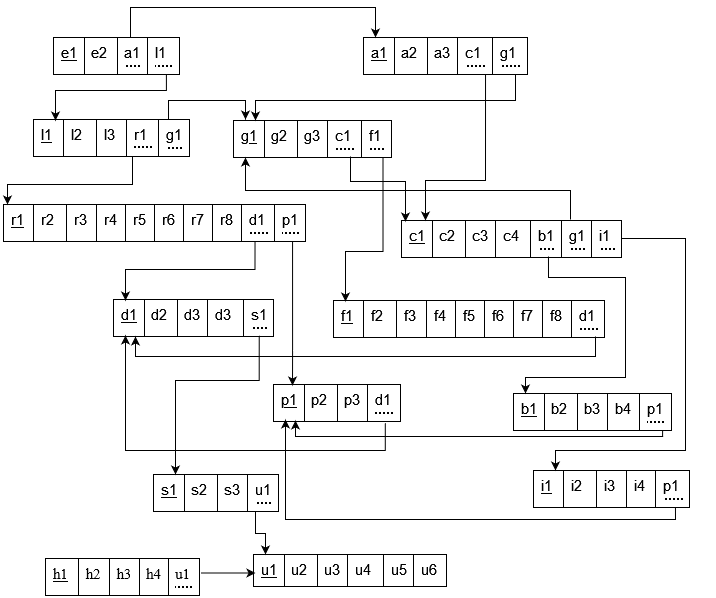 e1 e2 a1 l1
a1 a2 a3 c1 g1
l1 l2 l3 r1 g1
g1 g2 g3 c1 f1
r1 r2 r3 r4 r5 r6 r7 r8 d1 p1
c1 c2 c3 c4 b1 g1 i1
d1 d2 d3 d3 s1
f1 f2 f3 f4 f5 f6 f7 f8 d1
p1 p2 p3 d1
b1 b2 b3 b4 p1
s1 s2 s3 u1
i1 i2 i3 i4 p1
h1 h2 h3 h4 u1
u1 u2 u3 u4 u5 u6